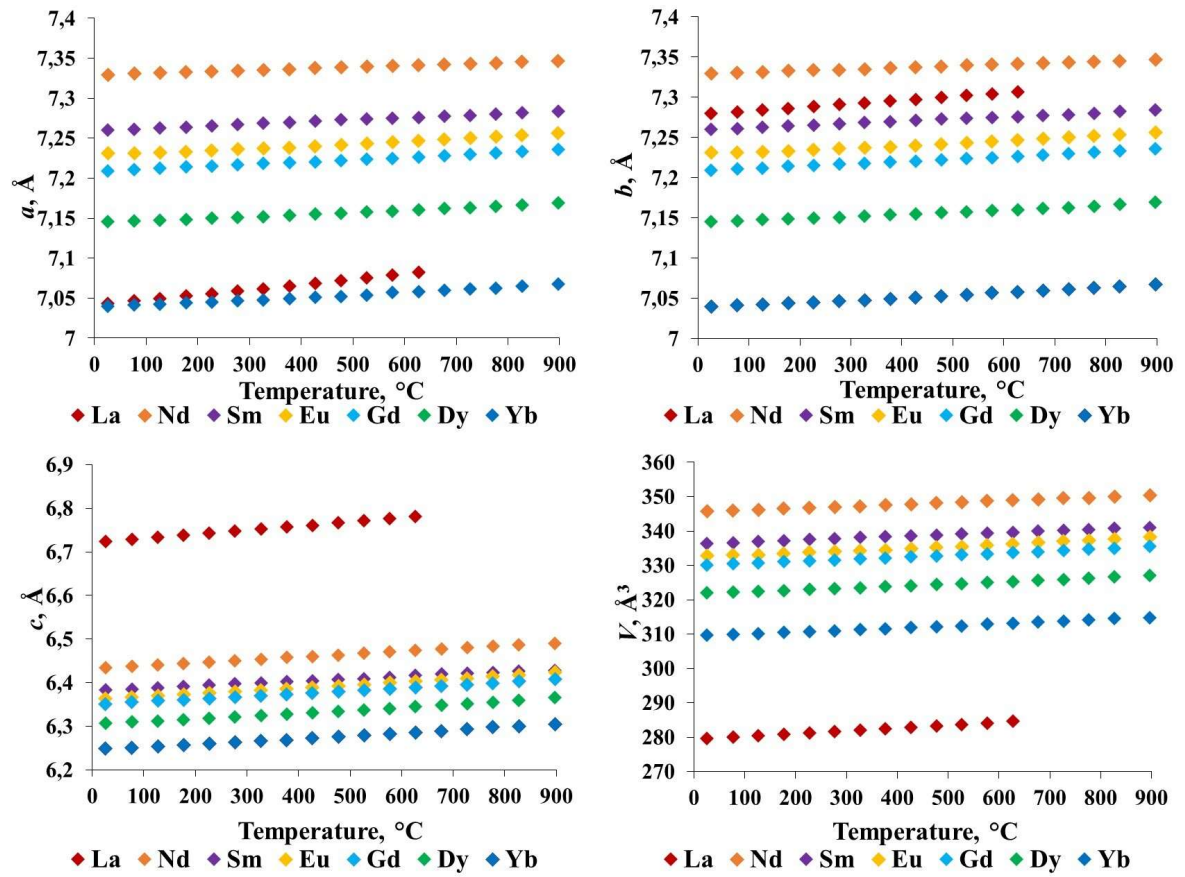 7,4
7,35
7,3
7,25
7,2
7,15
7,1
7,05
7
a, Å
0 100 200 300 400 500 600 700 800 900
Temperature, °C
La Nd Sm Eu Gd Dy Yb
7,4
7,35
7,3
7,25
7,2
7,15
7,1
7,05
7
b, Å
0 100 200 300 400 500 600 700 800 900
Temperature, °C
La Nd Sm Eu Gd Dy Yb
6,9
6,8
6,7
6,6
6,5
6,4
6,3
6,2
c, Å
0 100 200 300 400 500 600 700 800 900
Temperature, °C
La Nd Sm Eu Gd Dy Yb
360
350
340
330
320
310
300
290
280
270
V, Å³
0 100 200 300 400 500 600 700 800 900
Temperature, °C
La Nd Sm Eu Gd Dy Yb